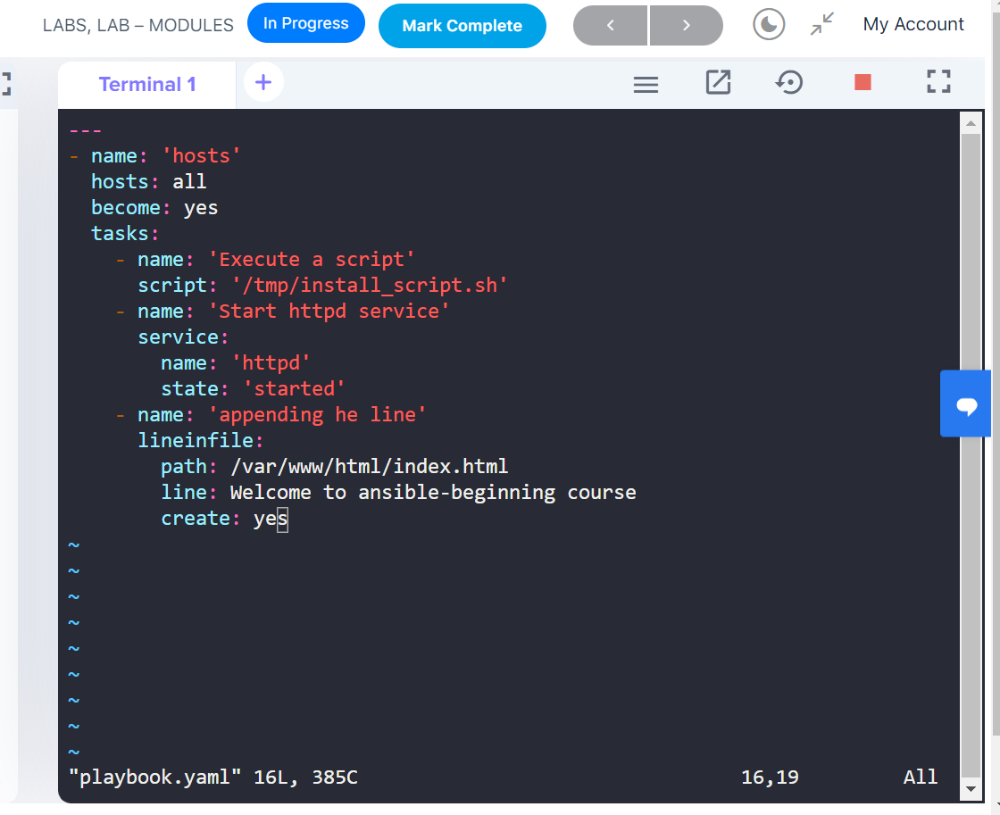 LABS, LAB – MODULES In Progress Mark Complete My Account
Terminal 1 +
---
- name: 'hosts'
  hosts: all
  become: yes
  tasks:
    - name: 'Execute a script'
      script: '/tmp/install_script.sh'
    - name: 'Start httpd service'
      service:
        name: 'httpd'
        state: 'started'
    - name: 'appending he line'
      lineinfile:
        path: /var/www/html/index.html
        line: Welcome to ansible-beginning course
        create: yes
~
~
~
~
~
~
~
~
~
"playbook.yaml" 16L, 385C 16,19 All